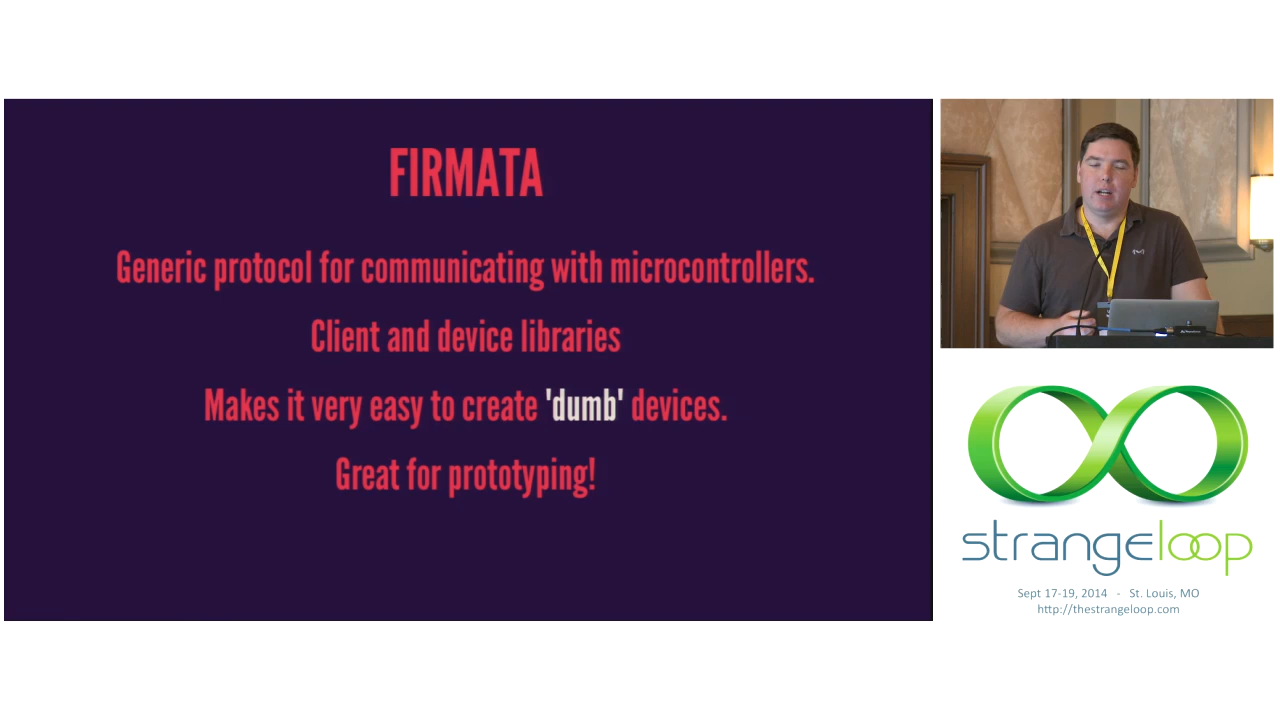 FIRMATA
Generic protocol for communicating with microcontrollers.
Client and device libraries
Makes it very easy to create 'dumb' devices.
Great for prototyping!
strangeloop
Sept 17-19, 2014 - St. Louis, MO
http://thestrangeloop.com